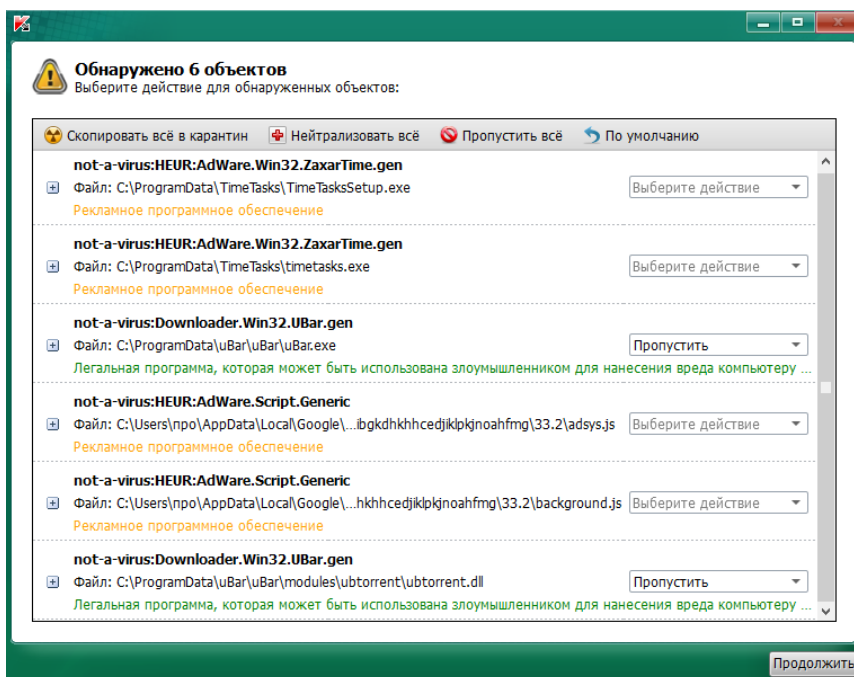 Обнаружено 6 объектов
Выберите действие для обнаруженных объектов:
Скопировать всё в карантин Нейтрализовать всё Пропустить всё По умолчанию
not-a-virus:HEUR:AdWare.Win32.ZaxarTime.gen
Файл: C:\ProgramData\TimeTasks\TimeTasksSetup.exe Выберите действие
Рекламное программное обеспечение
not-a-virus:HEUR:AdWare.Win32.ZaxarTime.gen
Файл: C:\ProgramData\TimeTasks\timetasks.exe Выберите действие
Рекламное программное обеспечение
not-a-virus:Downloader.Win32.UBar.gen
Файл: C:\ProgramData\uBar\uBar\uBar.exe Пропустить
Легальная программа, которая может быть использована злоумышленником для нанесения вреда компьютеру ...
not-a-virus:HEUR:AdWare.Script.Generic
Файл: C:\Users\про\AppData\Local\Google\...ibgkdhkhhcedjiklpkjnoahfmg\33.2\adsys.js Выберите действие
Рекламное программное обеспечение
not-a-virus:HEUR:AdWare.Script.Generic
Файл: C:\Users\про\AppData\Local\Google\...hkhhcedjiklpkjnoahfmg\33.2\background.js Выберите действие
Рекламное программное обеспечение
not-a-virus:Downloader.Win32.UBar.gen
Файл: C:\ProgramData\uBar\uBar\modules\ubtorrent\ubtorrent.dll Пропустить
Легальная программа, которая может быть использована злоумышленником для нанесения вреда компьютеру ...
Продолжить